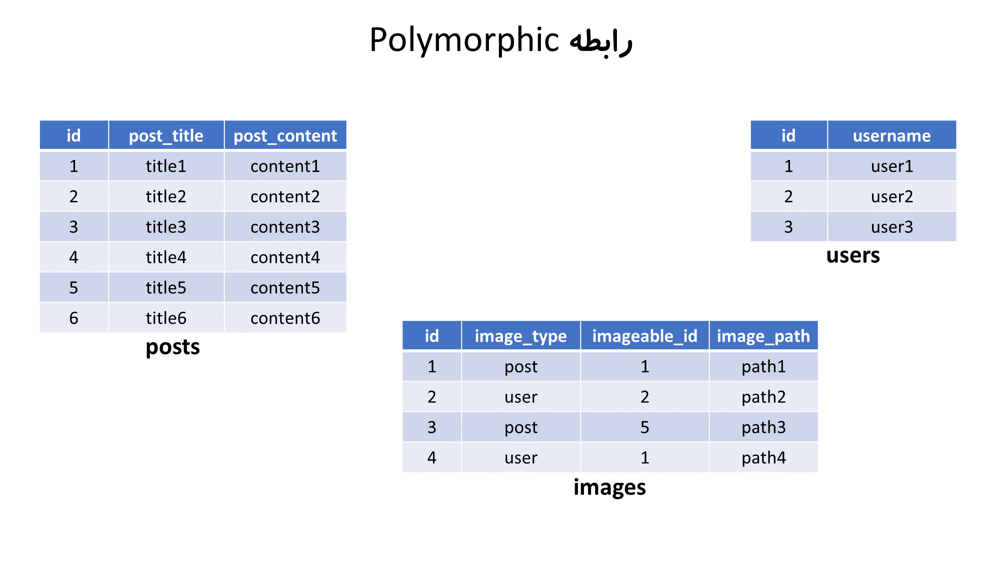 رابطه Polymorphic
id post_title post_content
1 title1 content1
2 title2 content2
3 title3 content3
4 title4 content4
5 title5 content5
6 title6 content6
posts
id username
1 user1
2 user2
3 user3
users
id image_type imageable_id image_path
1 post 1 path1
2 user 2 path2
3 post 5 path3
4 user 1 path4
images